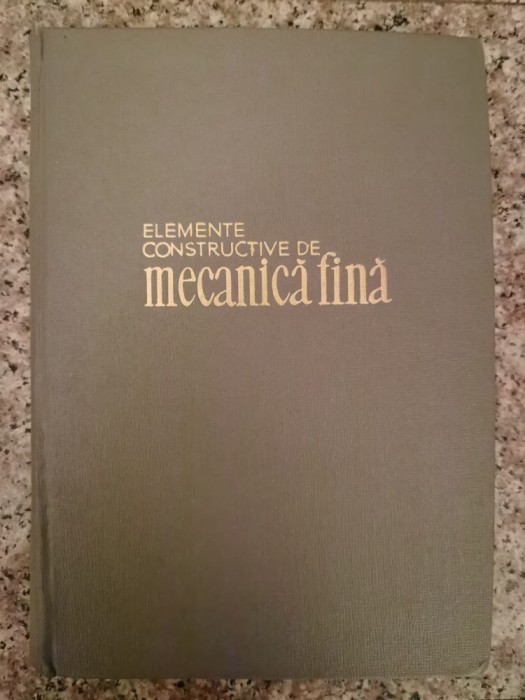 ELEMENTE
CONSTRUCTIVE DE
mecanică fină